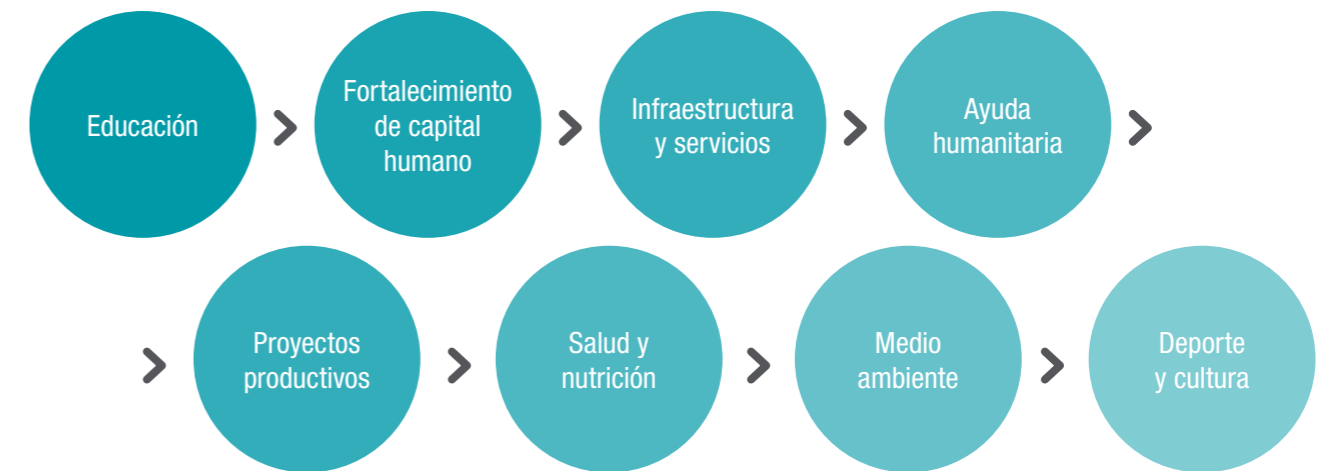 Educación
Fortalecimiento
de capital
humano
Infraestructura
y servicios
Ayuda
humanitaria
Proyectos
productivos
Salud y
nutrición
Medio
ambiente
Deporte
y cultura